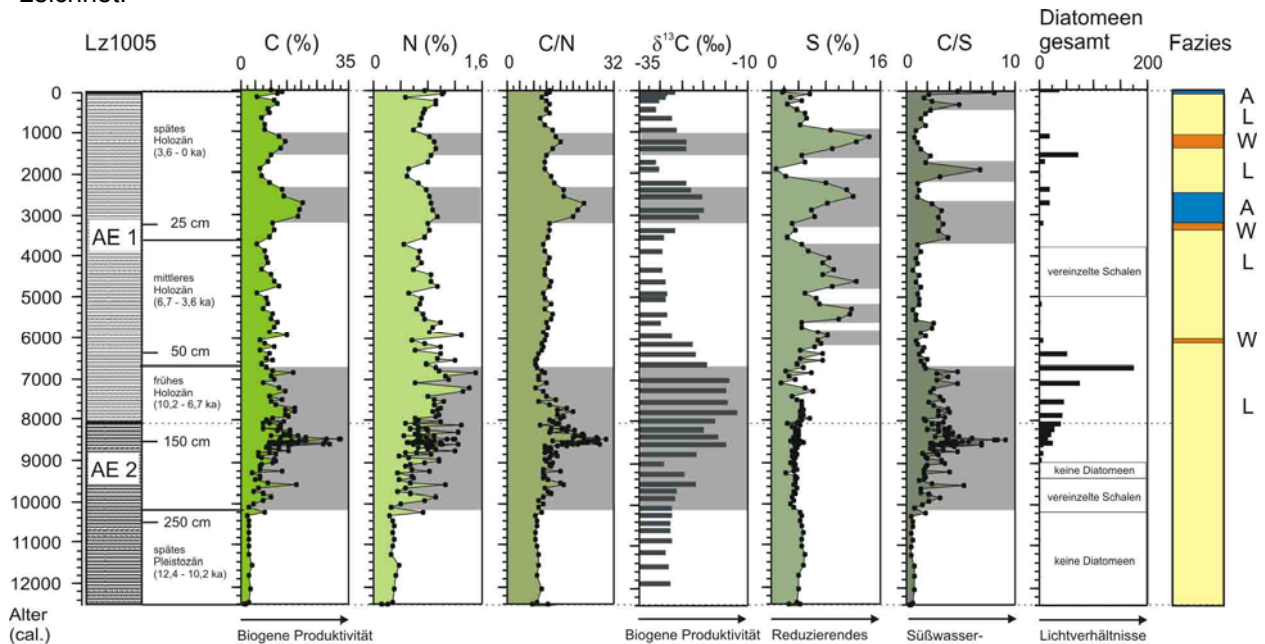 zeichnet.
Diatomeen
Lz1005 C (%) N (%) C/N δ13C (‰) S (%) C/S gesamt Fazies
0 35 0 1,6 0 32 -35 -10 0 16 0 10 0 100 200
0
1000
2000
3000
4000
5000
6000
7000
8000
9000
10000
11000
12000
Alter
(cal.)
spätes
Holozän
(3,6 - 0 ka)
25 cm
AE 1
mittleres
Holozän
(6,7 - 3,6 ka)
50 cm
frühes
Holozän
(10,2 - 6,7 ka)
150 cm
AE 2
250 cm
spätes
Pleistozän
(12,4 - 10,2 ka)
vereinzelte Schalen
keine Diatomeen
vereinzelte Schalen
keine Diatomeen
A
L
W
L
A
W
L
W
L
Biogene Produktivität Biogene Produktivität Reduzierendes Süßwasser- Lichtverhältnisse